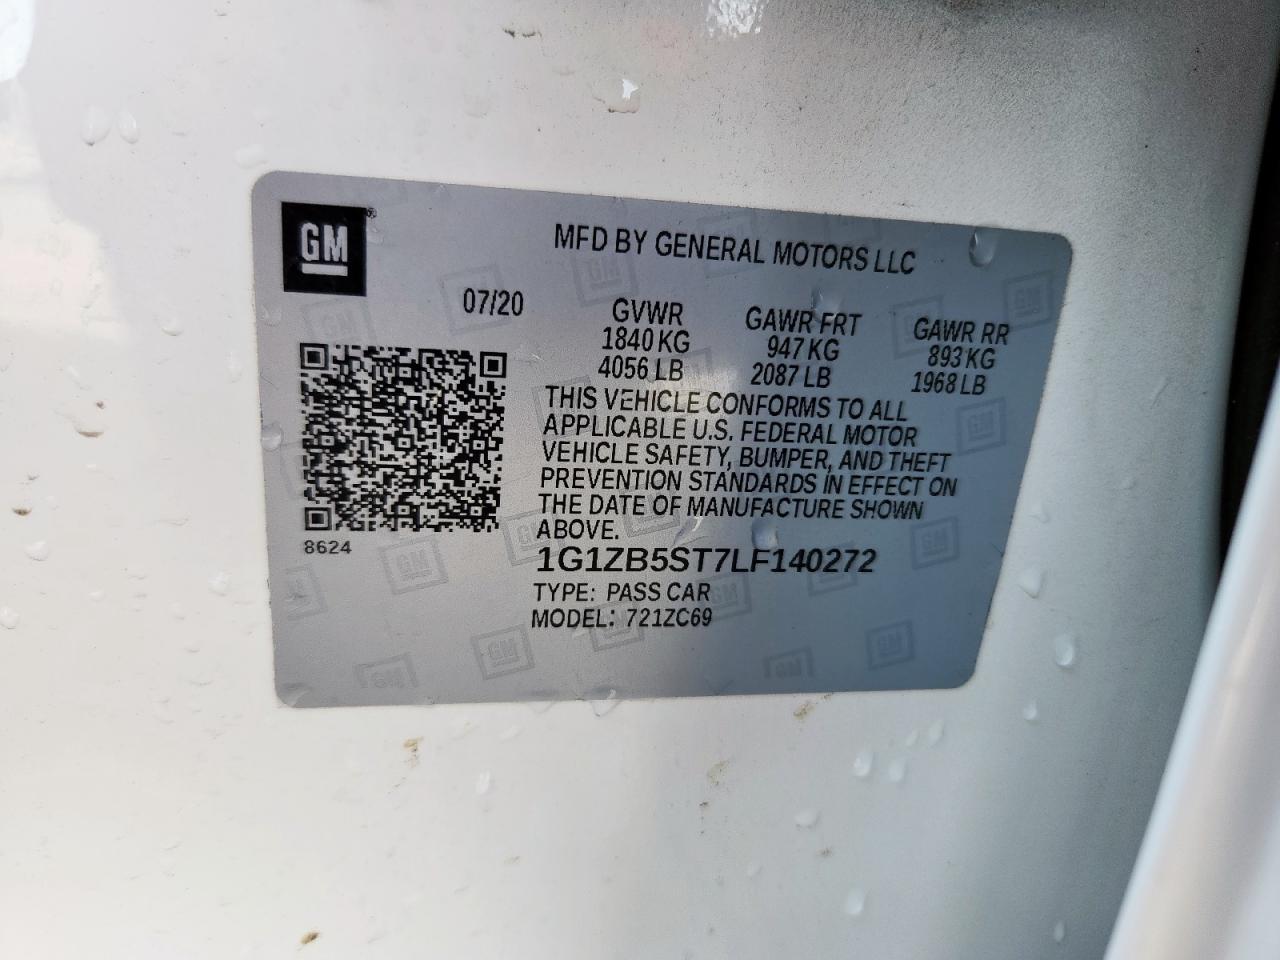 GM
MFD BY GENERAL MOTORS LLC
07/20
GVWR
1840 KG
4056 LB
GAWR FRT
947 KG
2087 LB
GAWR RR
893 KG
1968 LB
THIS VEHICLE CONFORMS TO ALL
APPLICABLE U.S. FEDERAL MOTOR
VEHICLE SAFETY, BUMPER, AND THEFT
PREVENTION STANDARDS IN EFFECT ON
THE DATE OF MANUFACTURE SHOWN
ABOVE.
8624
1G1ZB5ST7LF140272
TYPE: PASS CAR
MODEL: 721ZC69